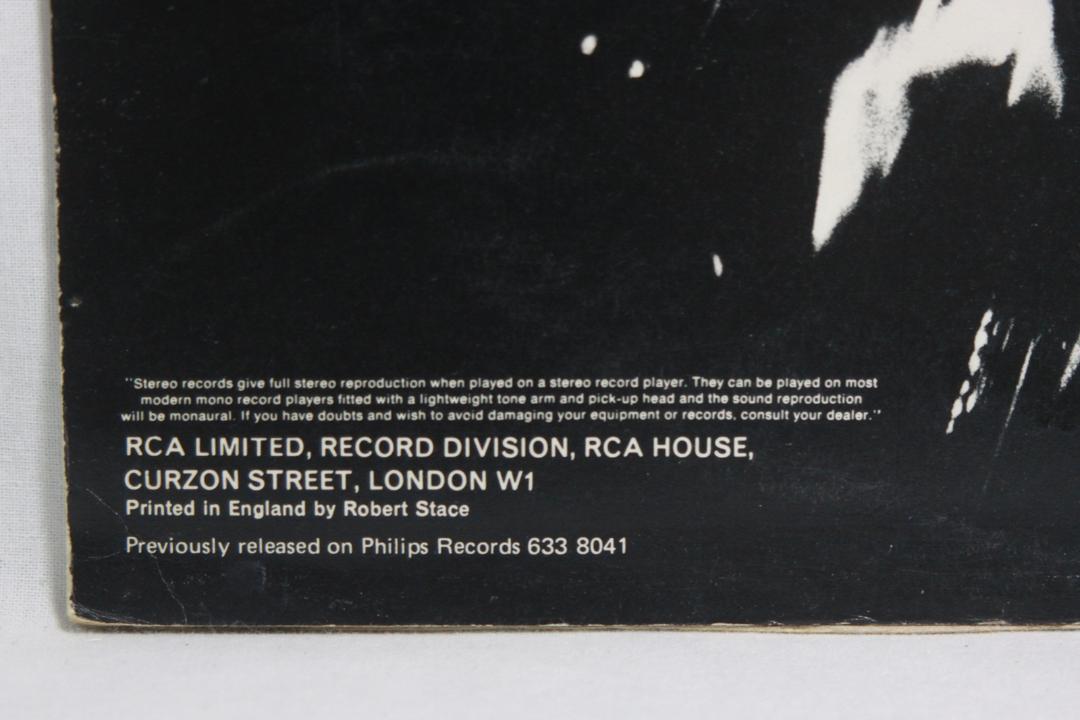 "Stereo records give full stereo reproduction when played on a stereo record player. They can be played on most
modern mono record players fitted with a lightweight tone arm and pick-up head and the sound reproduction
will be monaural. If you have doubts and wish to avoid damaging your equipment or records, consult your dealer."
RCA LIMITED, RECORD DIVISION, RCA HOUSE,
CURZON STREET, LONDON W1
Printed in England by Robert Stace
Previously released on Philips Records 633 8041